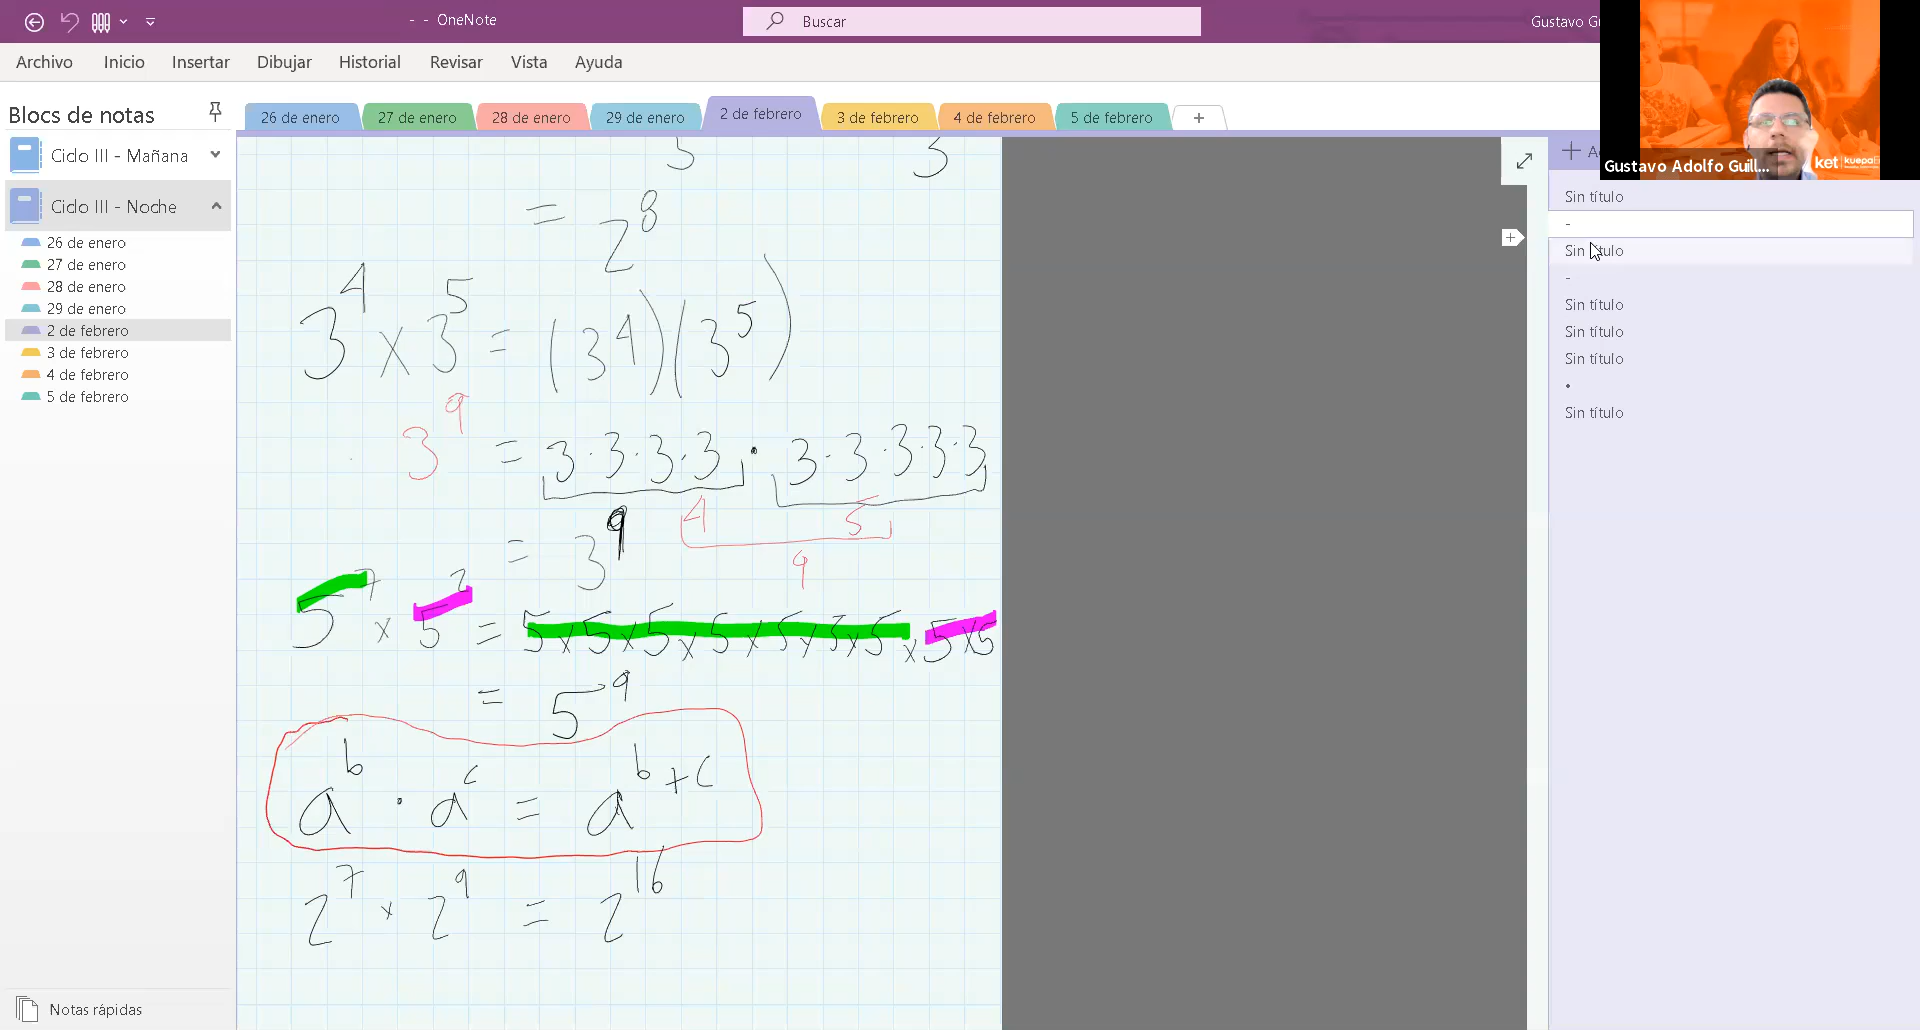 - - OneNote
Buscar
Gustavo Gu
Archivo Inicio Insertar Dibujar Historial Revisar Vista Ayuda
Blocs de notas
26 de enero 27 de enero 28 de enero 29 de enero 2 de febrero 3 de febrero 4 de febrero 5 de febrero +
Ciclo III - Mañana
Ciclo III - Noche
26 de enero
27 de enero
28 de enero
29 de enero
2 de febrero
3 de febrero
4 de febrero
5 de febrero
Notas rápidas
3 3
= 2^8
3^4 x 3^5 = (3^4)(3^5)
3^9 = 3·3·3·3 · 3·3·3·3·3
4 5
= 3^9
9
5^7 x 5^2 = 5x5x5x5x5x5x5x5x5
= 5^9
a^b · a^c = a^b+c
2^7 x 2^9 = 2^16
Gustavo Adolfo Guill...
ket kuepa
Sin título
-
Sin título
-
Sin título
Sin título
Sin título
•
Sin título